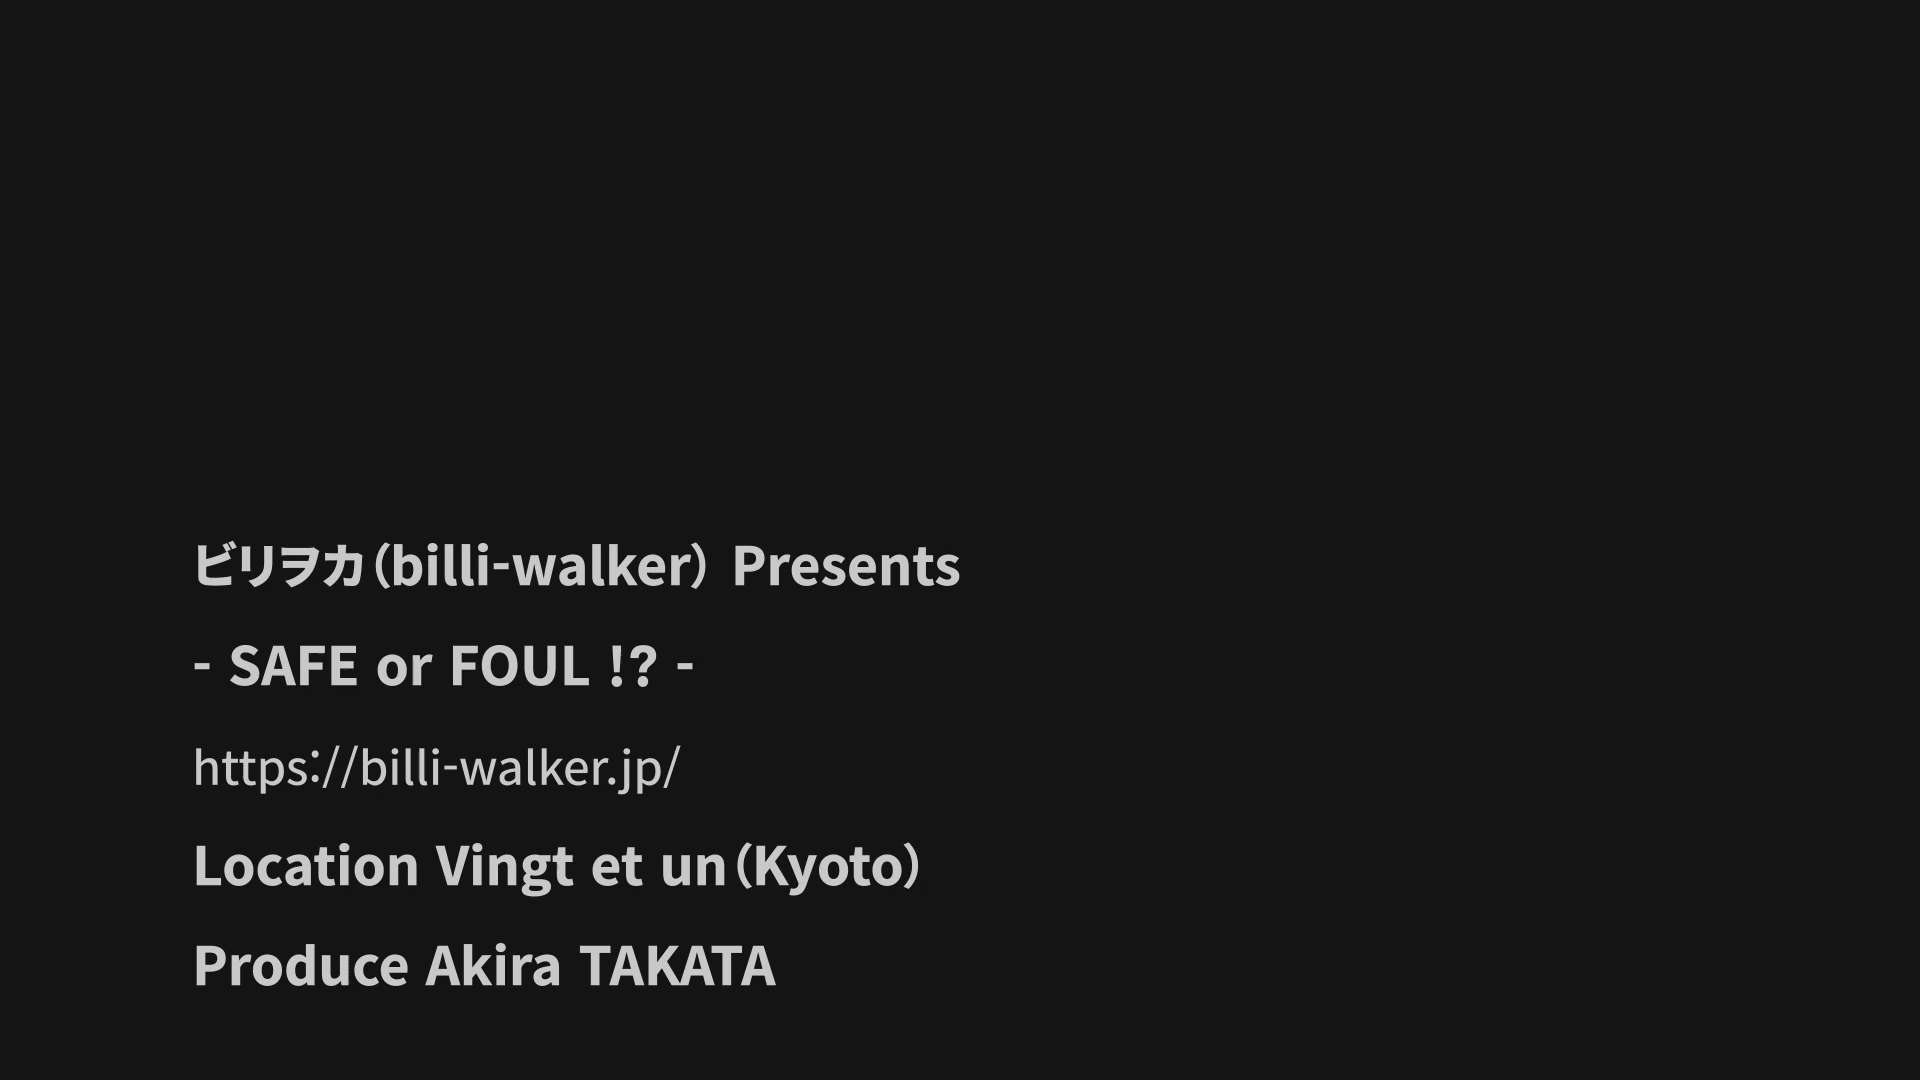 ビリヲカ（billi-walker） Presents
- SAFE or FOUL !? -
https://billi-walker.jp/
Location Vingt et un（Kyoto）
Produce Akira TAKATA